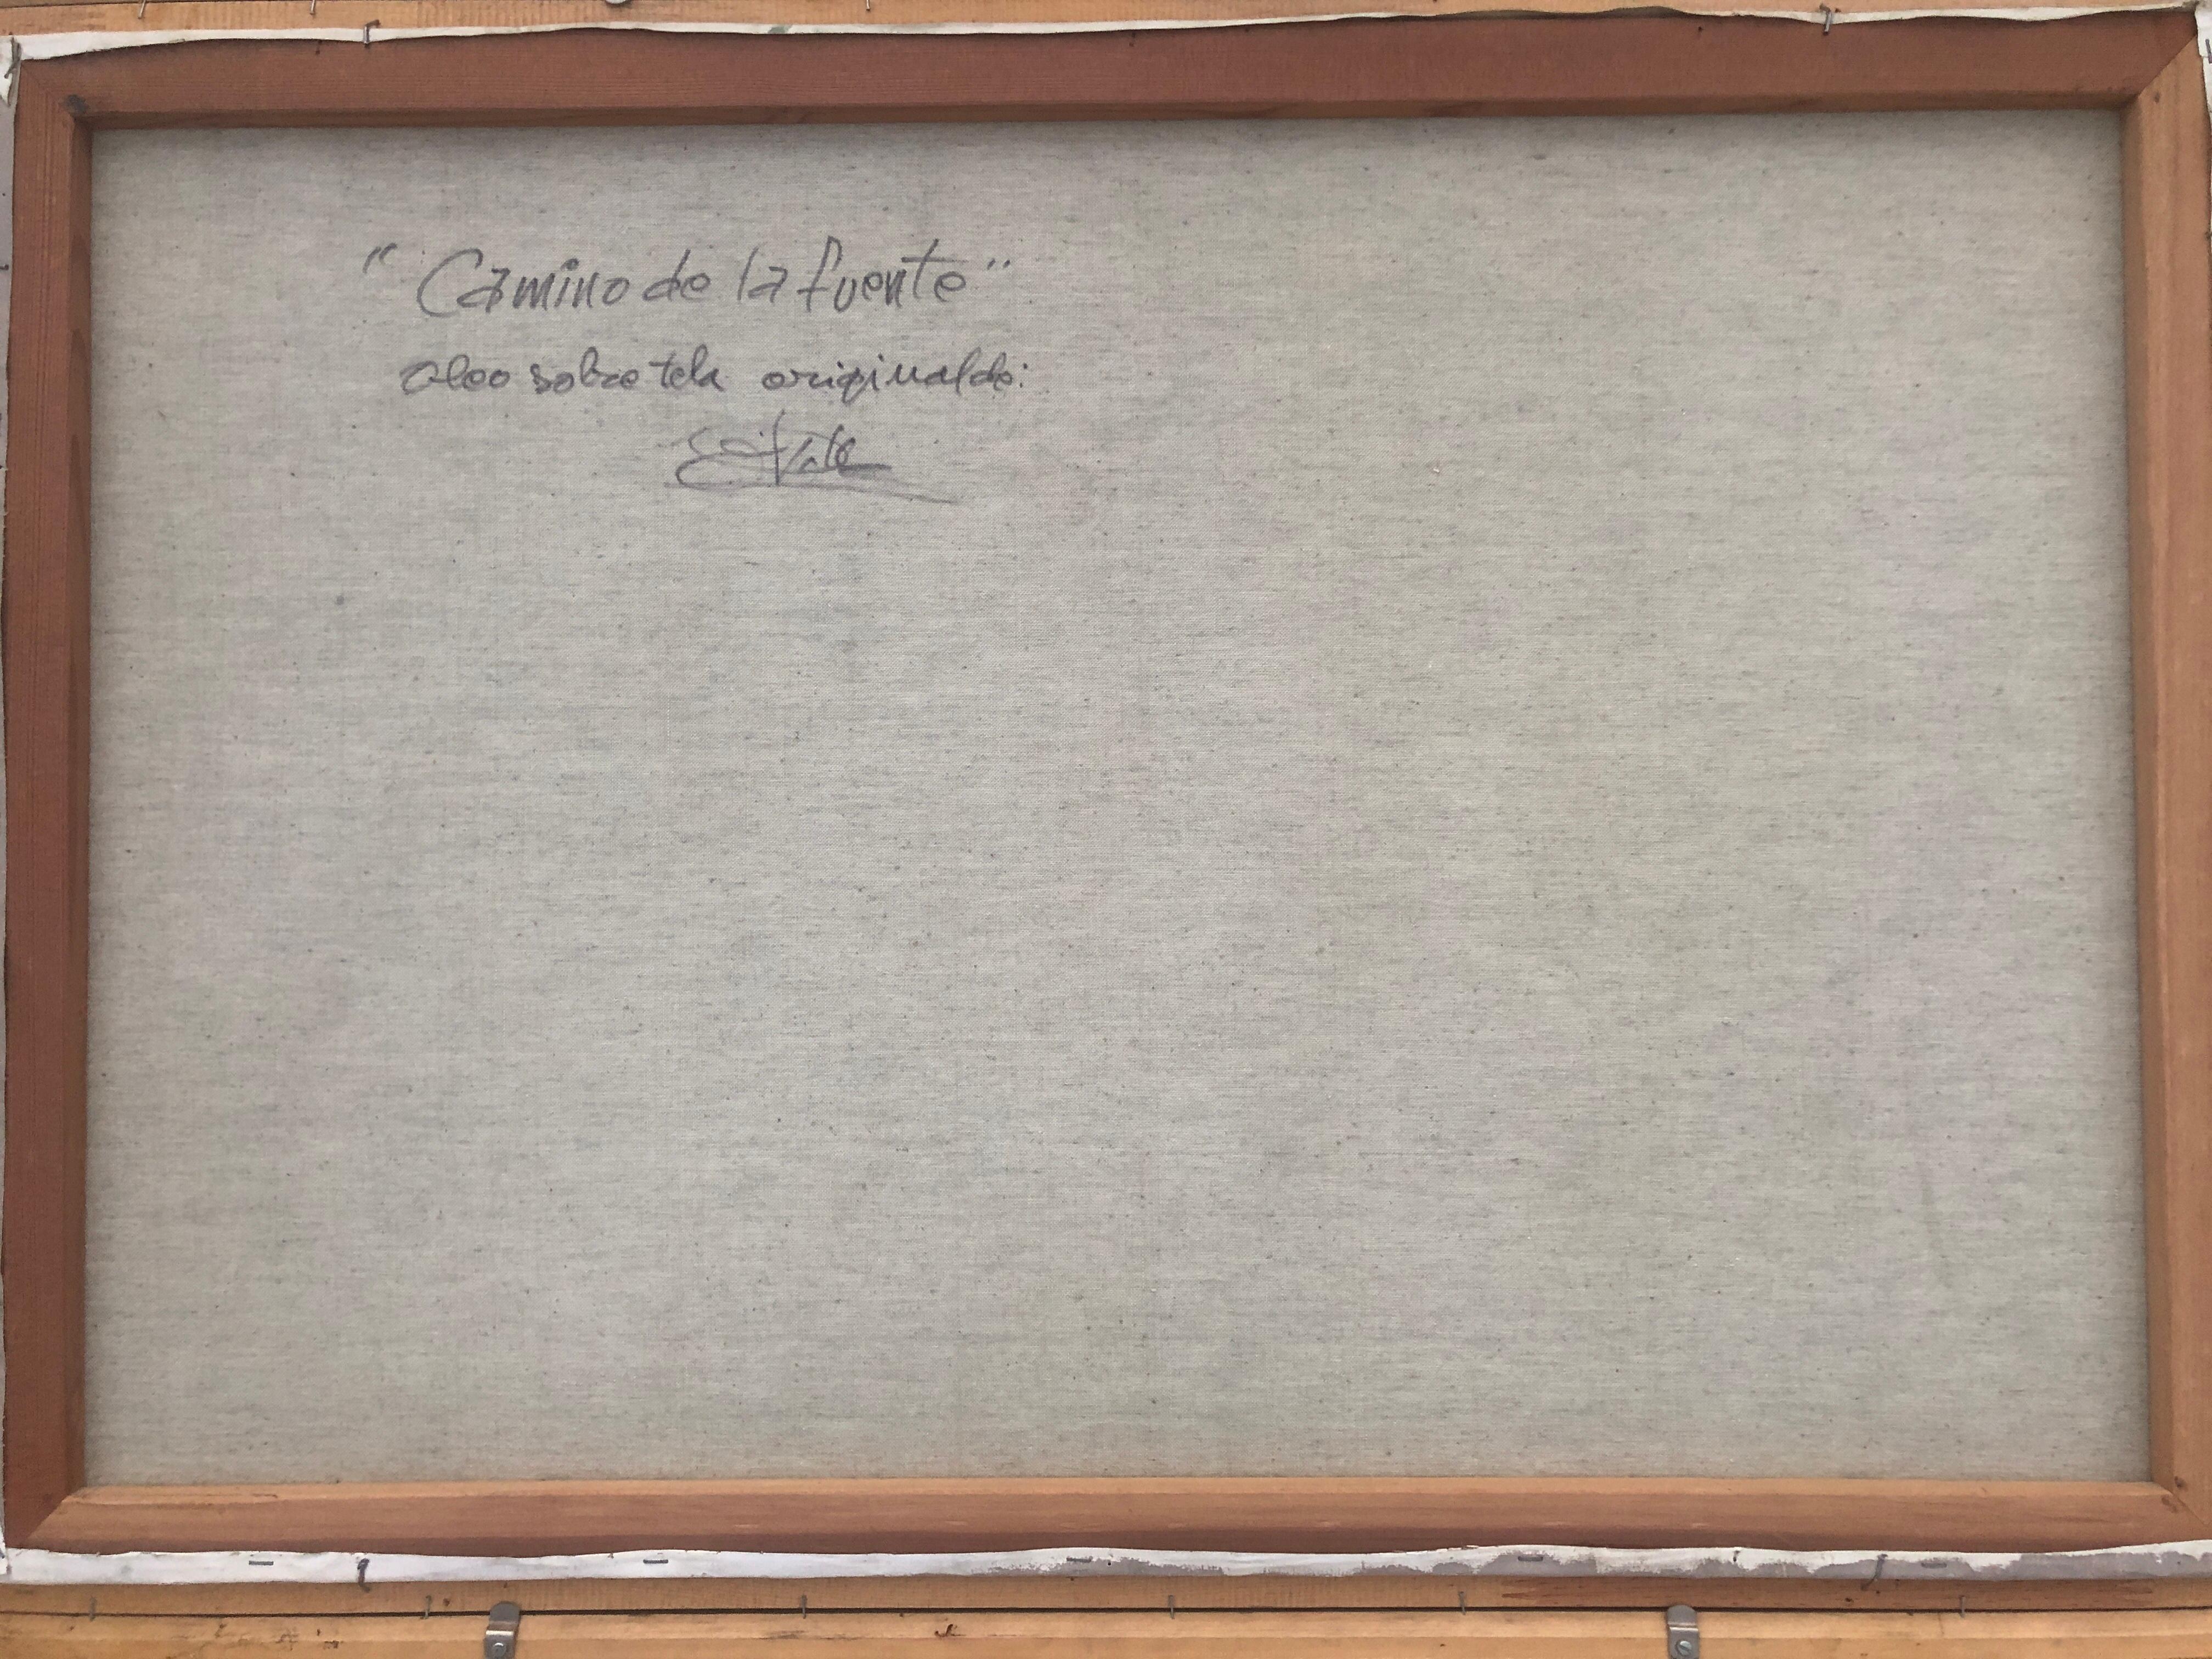 "Camino de la fuente"
oleo sobre tela original de: